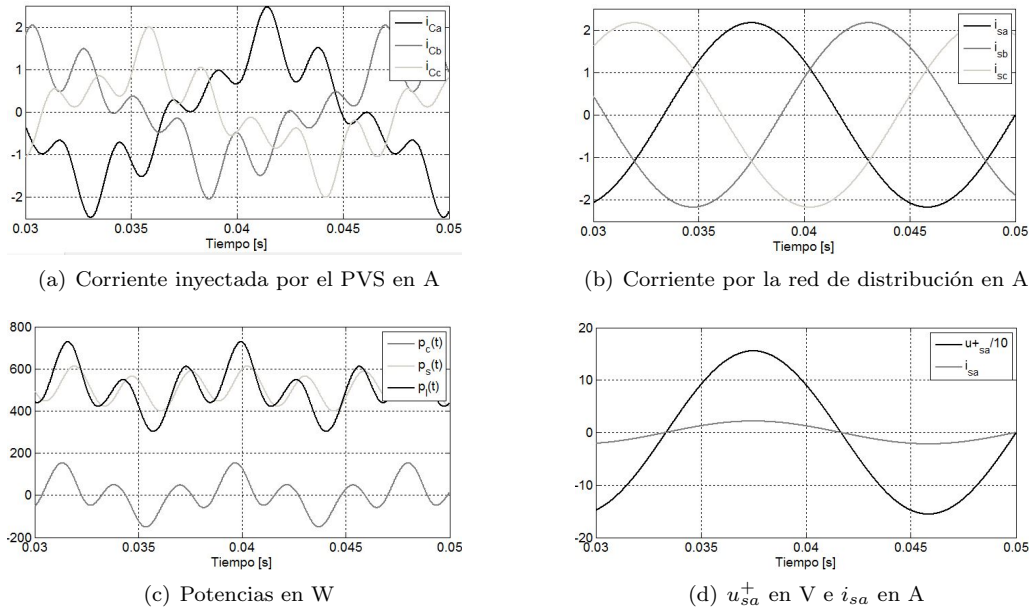 2
1
0
-1
-2
0.03
0.035
0.04
0.045
0.05
Tiempo [s]
i_Ca
i_Cb
i_Cc
(a) Corriente inyectada por el PVS en A
2
1
0
-1
-2
0.03
0.035
0.04
0.045
0.05
Tiempo [s]
i_sa
i_sb
i_sc
(b) Corriente por la red de distribución en A
800
600
400
200
0
-200
0.03
0.035
0.04
0.045
0.05
Tiempo [s]
p_c(t)
p_s(t)
p_l(t)
(c) Potencias en W
20
10
0
-10
-20
0.03
0.035
0.04
0.045
0.05
Tiempo [s]
u+_sa/10
i_sa
(d) u_sa^+ en V e i_sa en A